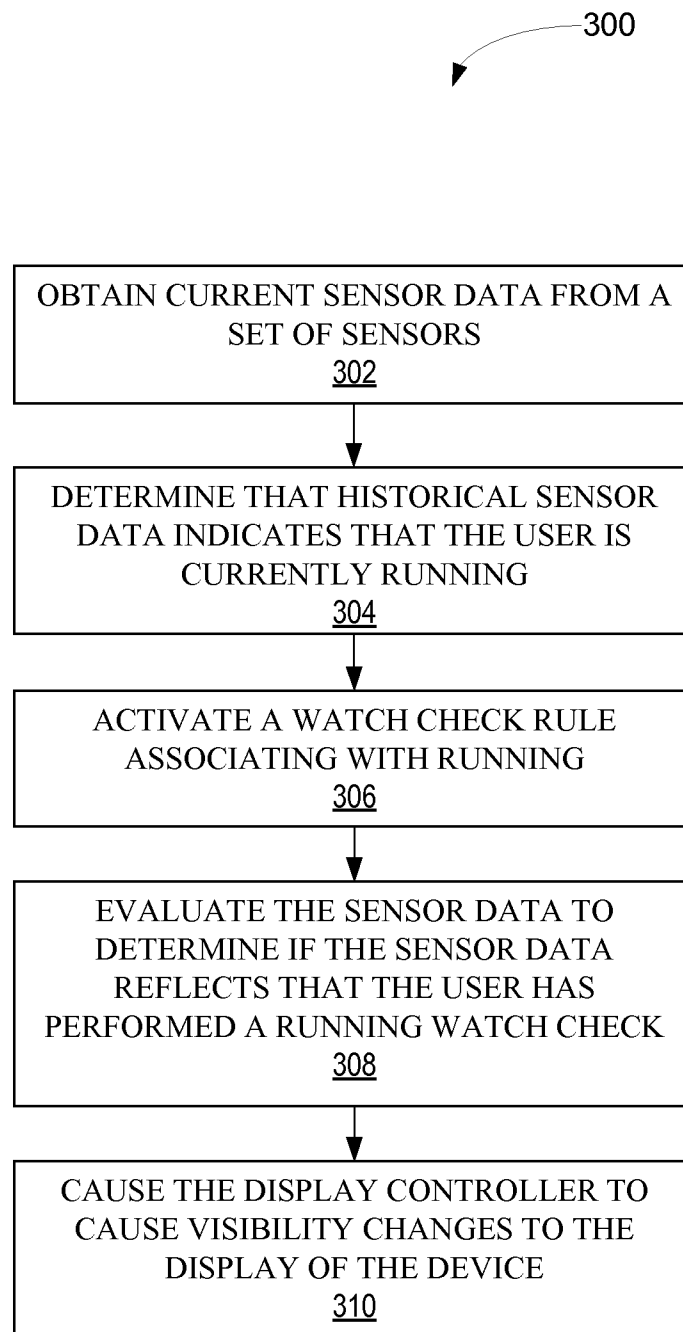 300
OBTAIN CURRENT SENSOR DATA FROM A
SET OF SENSORS
302
DETERMINE THAT HISTORICAL SENSOR
DATA INDICATES THAT THE USER IS
CURRENTLY RUNNING
304
ACTIVATE A WATCH CHECK RULE
ASSOCIATING WITH RUNNING
306
EVALUATE THE SENSOR DATA TO
DETERMINE IF THE SENSOR DATA
REFLECTS THAT THE USER HAS
PERFORMED A RUNNING WATCH CHECK
308
CAUSE THE DISPLAY CONTROLLER TO
CAUSE VISIBILITY CHANGES TO THE
DISPLAY OF THE DEVICE
310